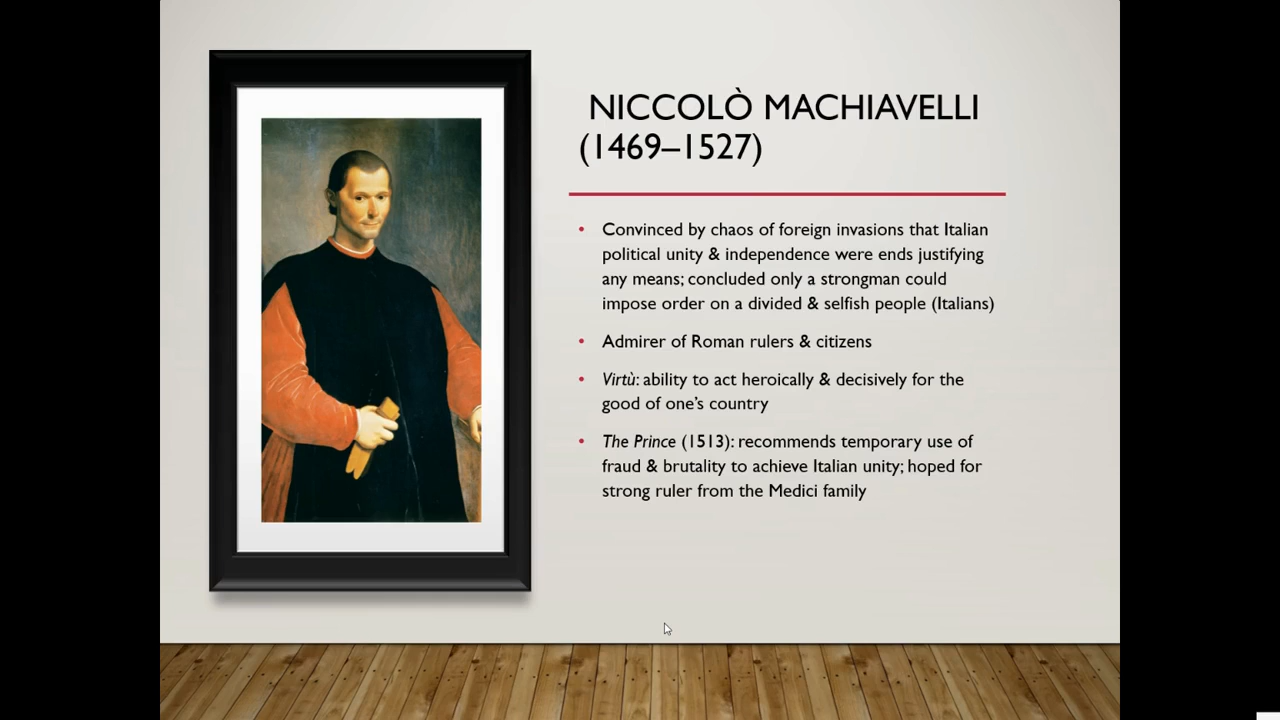 NICCOLÒ MACHIAVELLI
(1469–1527)
• Convinced by chaos of foreign invasions that Italian
political unity & independence were ends justifying
any means; concluded only a strongman could
impose order on a divided & selfish people (Italians)
• Admirer of Roman rulers & citizens
• Virtù: ability to act heroically & decisively for the
good of one’s country
• The Prince (1513): recommends temporary use of
fraud & brutality to achieve Italian unity; hoped for
strong ruler from the Medici family